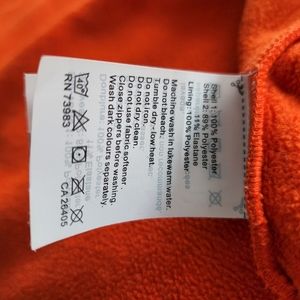 Shell 1: 100% Polyester
Shell 2: 89% Polyester
11% Elastane
Lining: 100% Polyester
Machine wash in lukewarm water.
Do not bleach.
Tumble dry - low heat.
Do not iron.
Do not dry clean.
Do not use fabric softener.
Close zippers before washing.
Wash dark colours separately.
40°
RN 73983
CA 26405